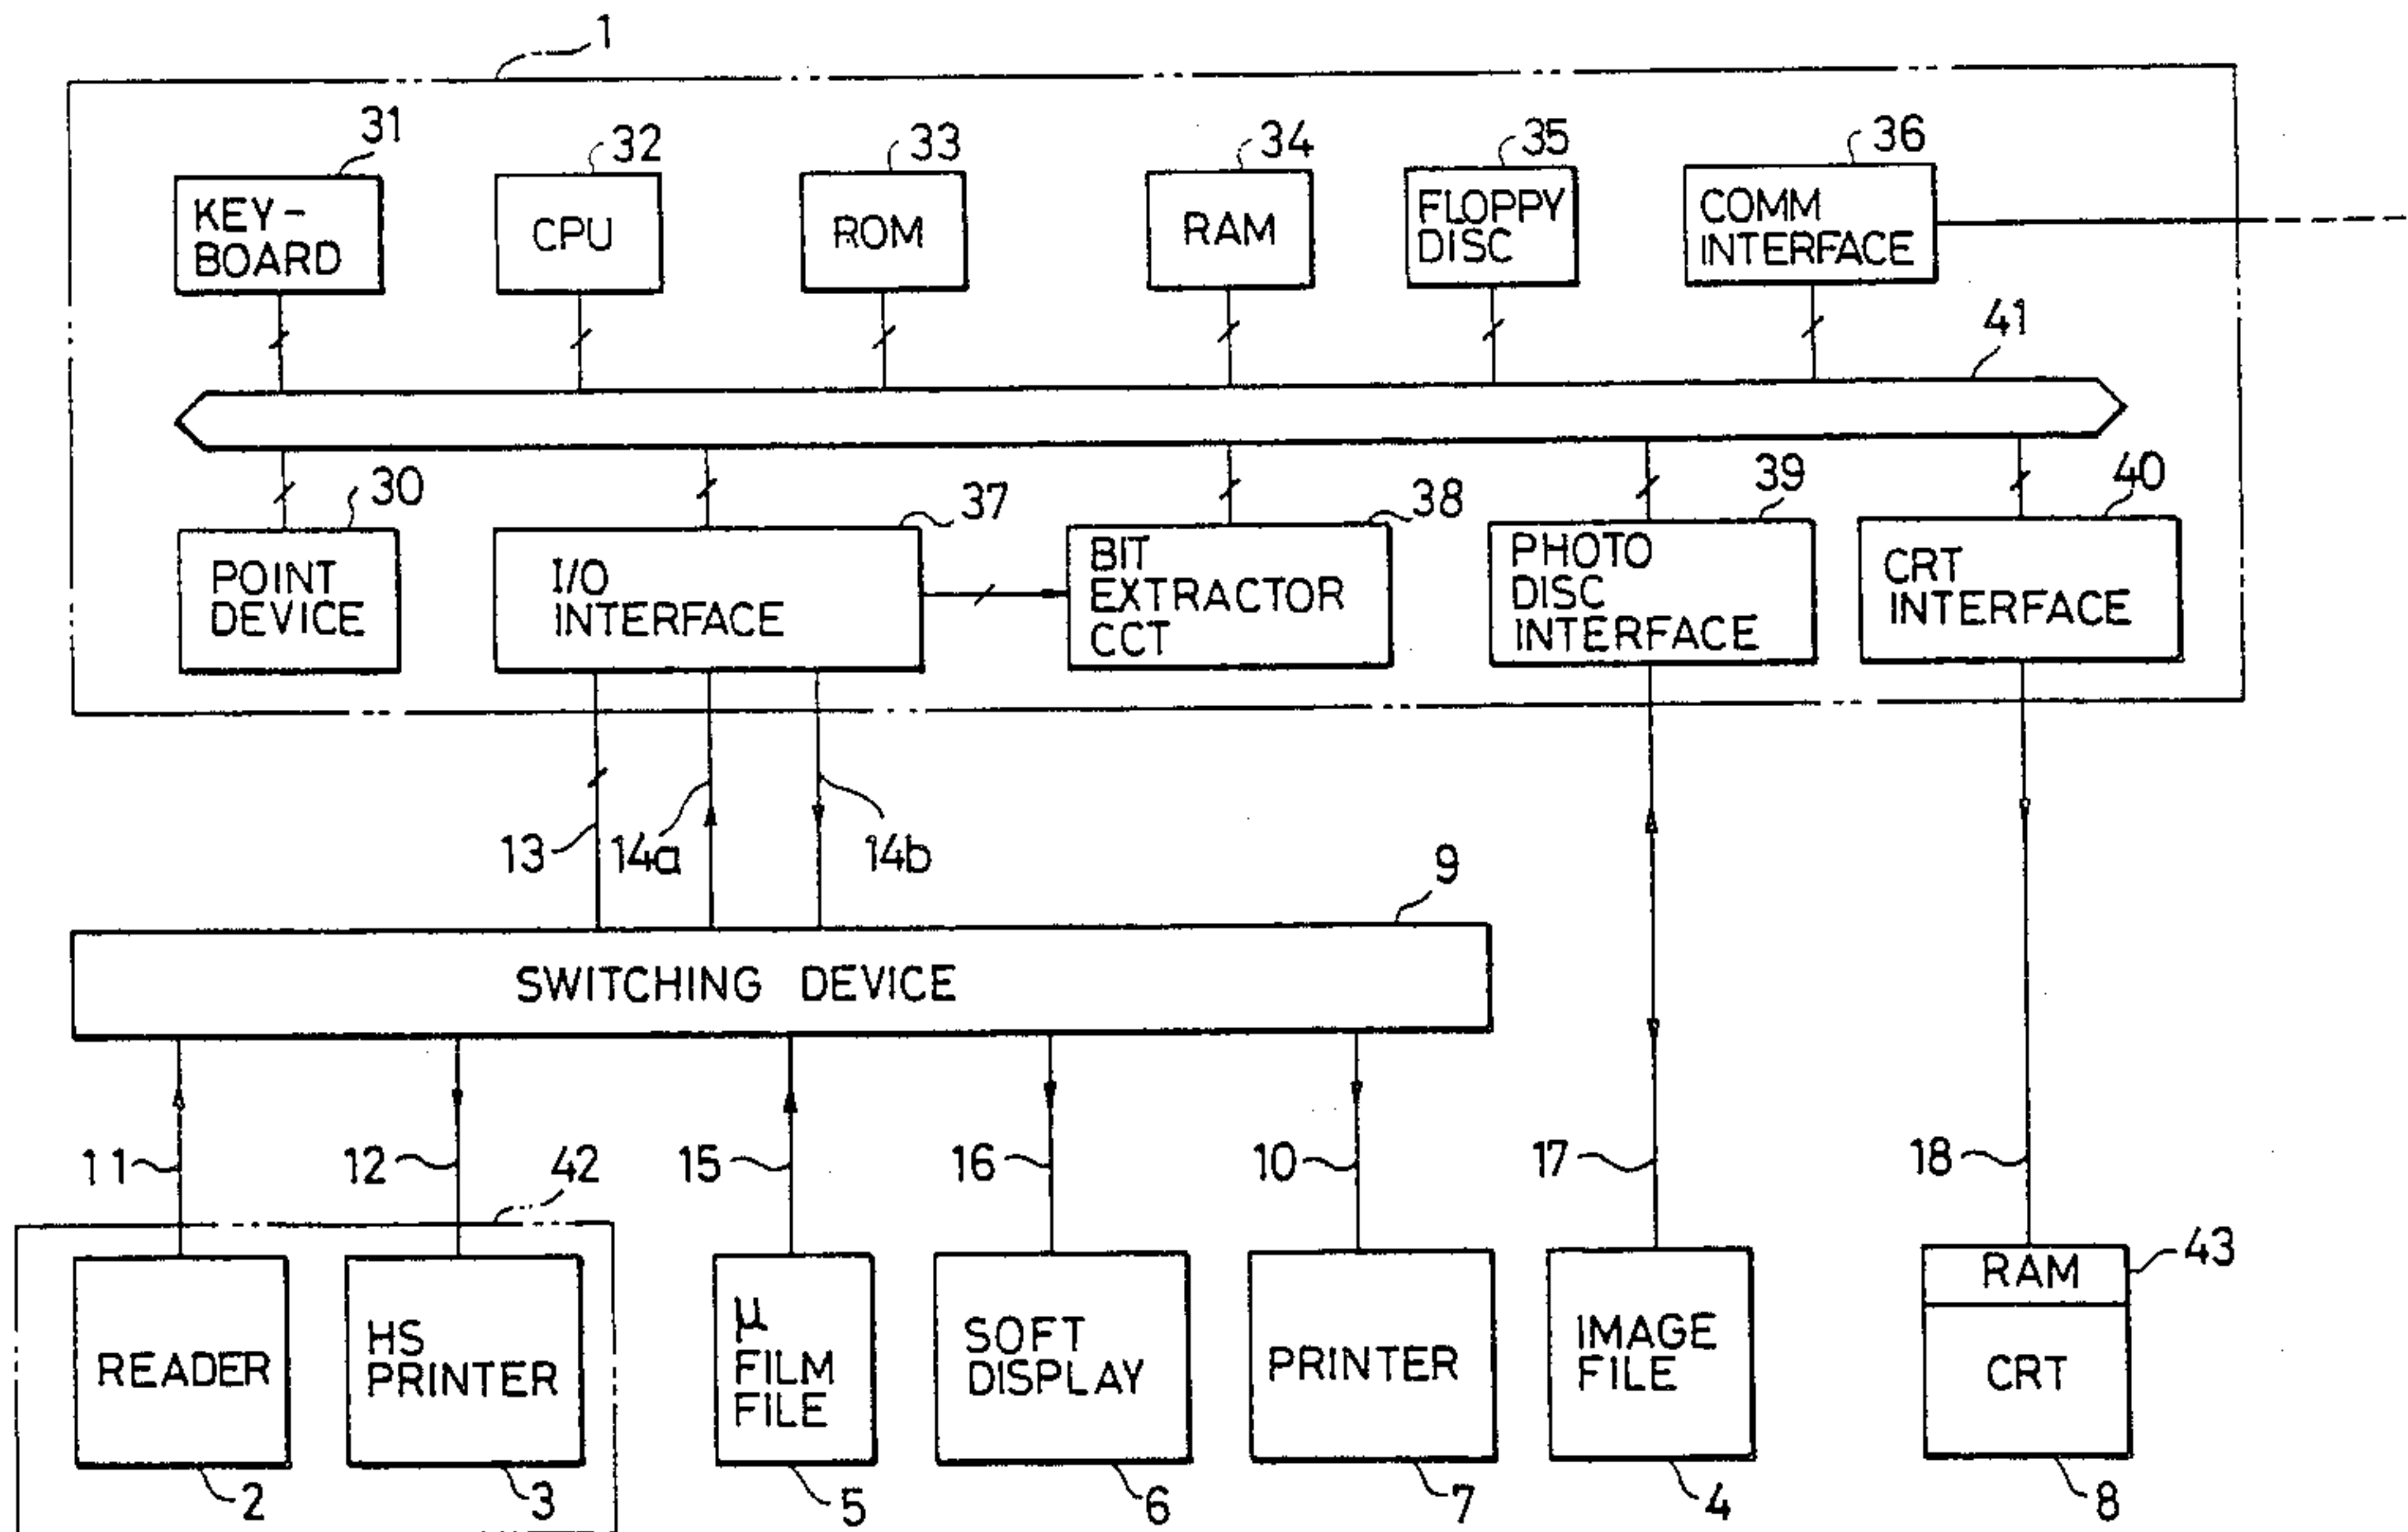 1
31
32
33
34
35
36
KEY-
BOARD
CPU
ROM
RAM
FLOPPY
DISC
COMM
INTERFACE
41
30
37
38
39
40
POINT
DEVICE
I/O
INTERFACE
BIT
EXTRACTOR
CCT
PHOTO
DISC
INTERFACE
CRT
INTERFACE
13
14a
14b
9
SWITCHING DEVICE
11
12
42
15
16
10
17
18
43
READER
HS
PRINTER
μ
FILM
FILE
SOFT
DISPLAY
PRINTER
IMAGE
FILE
RAM
CRT
2
3
5
6
7
4
8